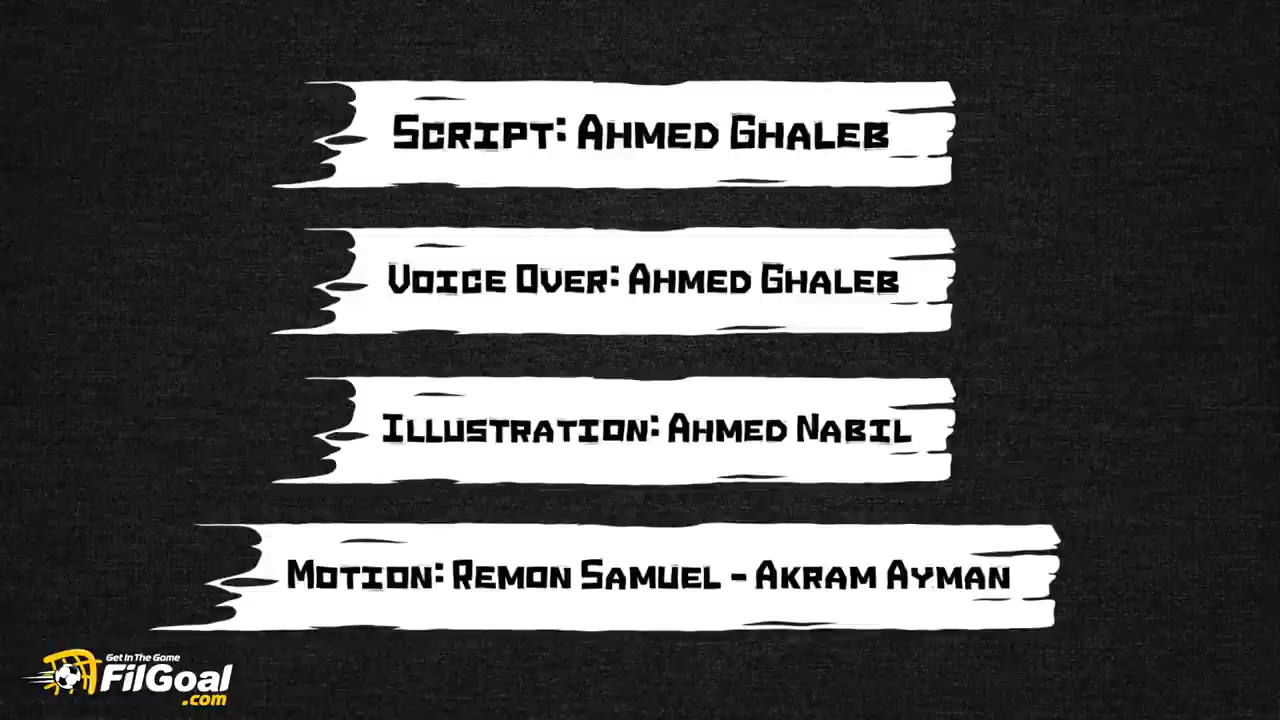 Script: Ahmed Ghaleb
Voice Over: Ahmed Ghaleb
Illustration: Ahmed Nabil
Motion: Remon Samuel - Akram Ayman
Get In The Game
FilGoal
.com